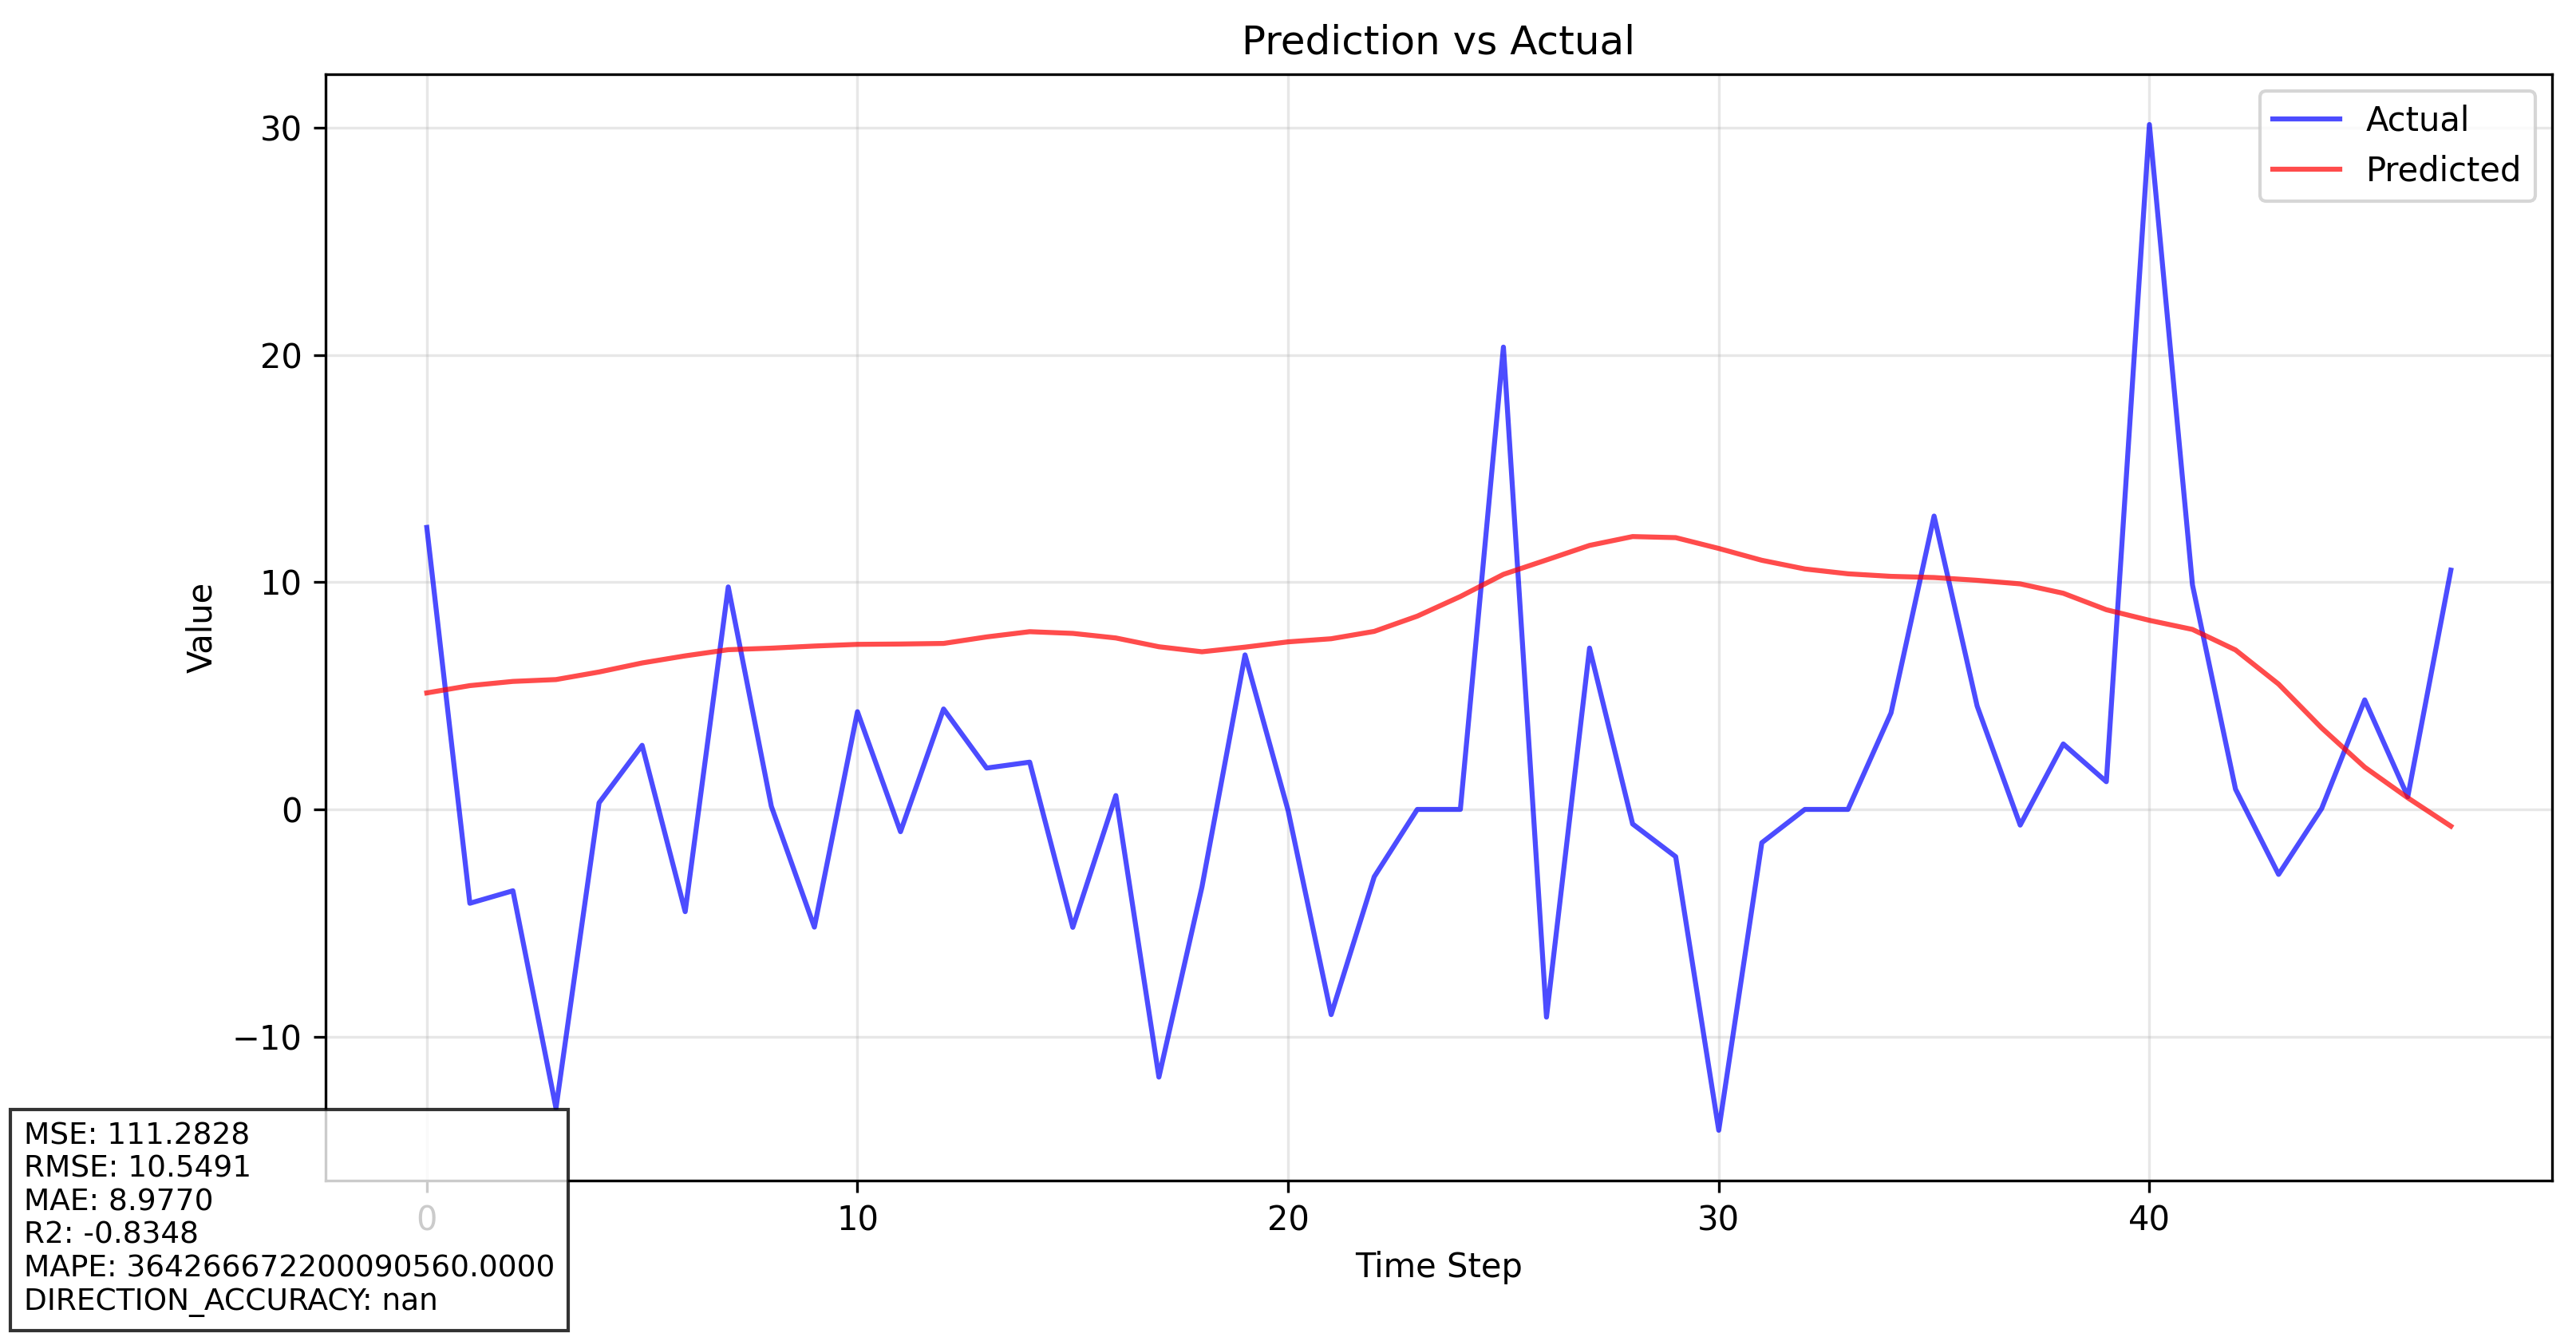 Prediction vs Actual
Actual
Predicted
30
20
10
0
−10
Value
0
10
20
30
40
Time Step
MSE: 111.2828
RMSE: 10.5491
MAE: 8.9770
R2: -0.8348
MAPE: 364266672200090560.0000
DIRECTION_ACCURACY: nan